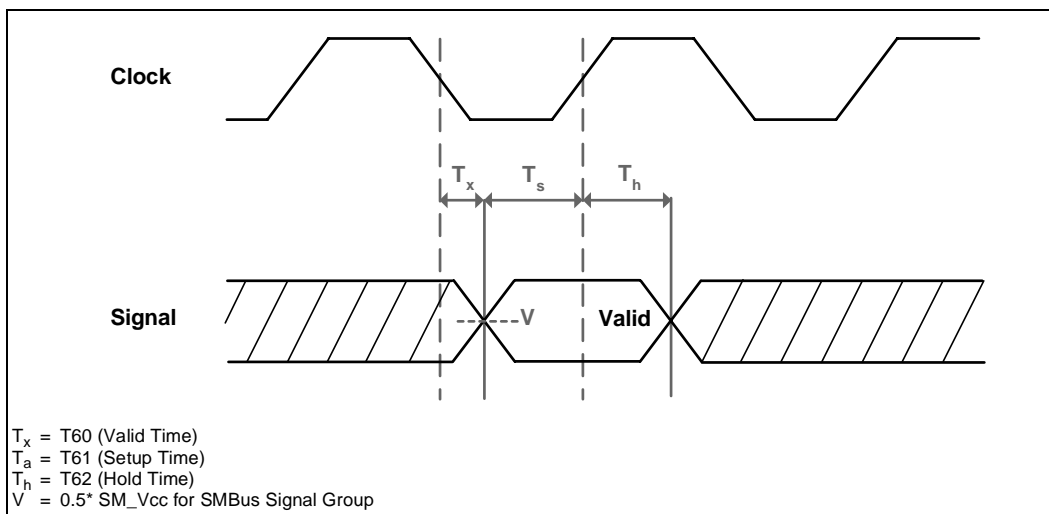 Clock
Tx Ts Th
Signal
V
Valid
Tx = T60 (Valid Time)
Ta = T61 (Setup Time)
Th = T62 (Hold Time)
V = 0.5* SM_Vcc for SMBus Signal Group